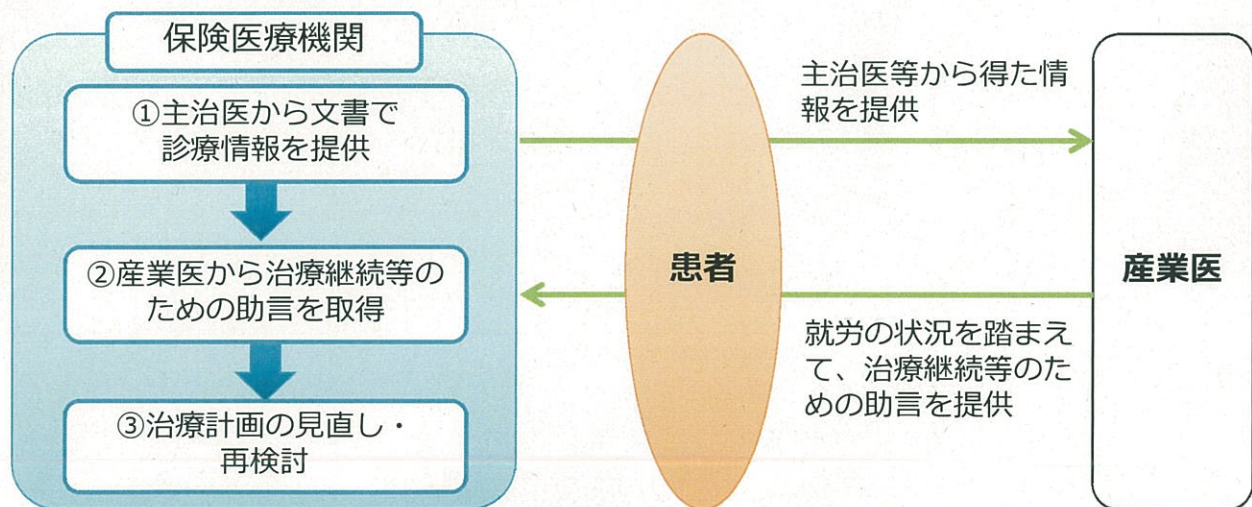 保険医療機関
①主治医から文書で
診療情報を提供
②産業医から治療継続等の
ための助言を取得
③治療計画の見直し・
再検討
患者
主治医等から得た情
報を提供
就労の状況を踏まえ
て、治療継続等のた
めの助言を提供
産業医